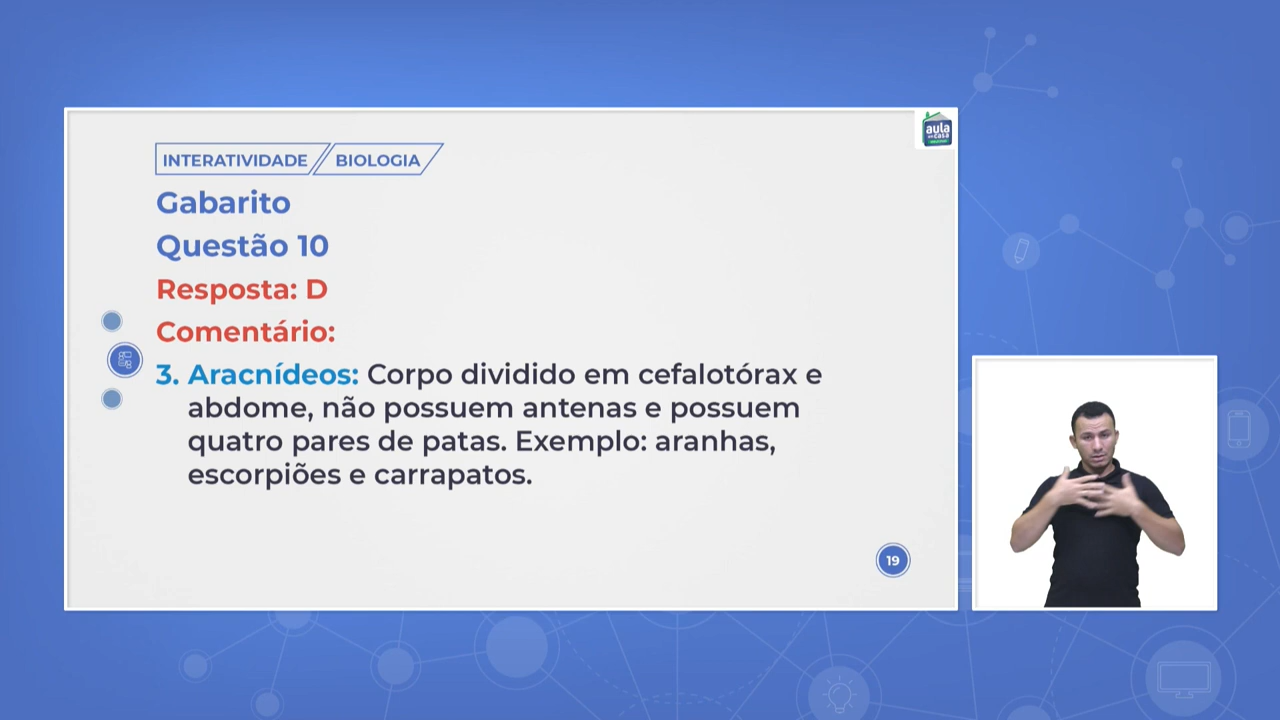 aula
em casa
INTERATIVIDADE
BIOLOGIA
Gabarito
Questão 10
Resposta: D
Comentário:
3. Aracnídeos: Corpo dividido em cefalotórax e
abdome, não possuem antenas e possuem
quatro pares de patas. Exemplo: aranhas,
escorpiões e carrapatos.
19